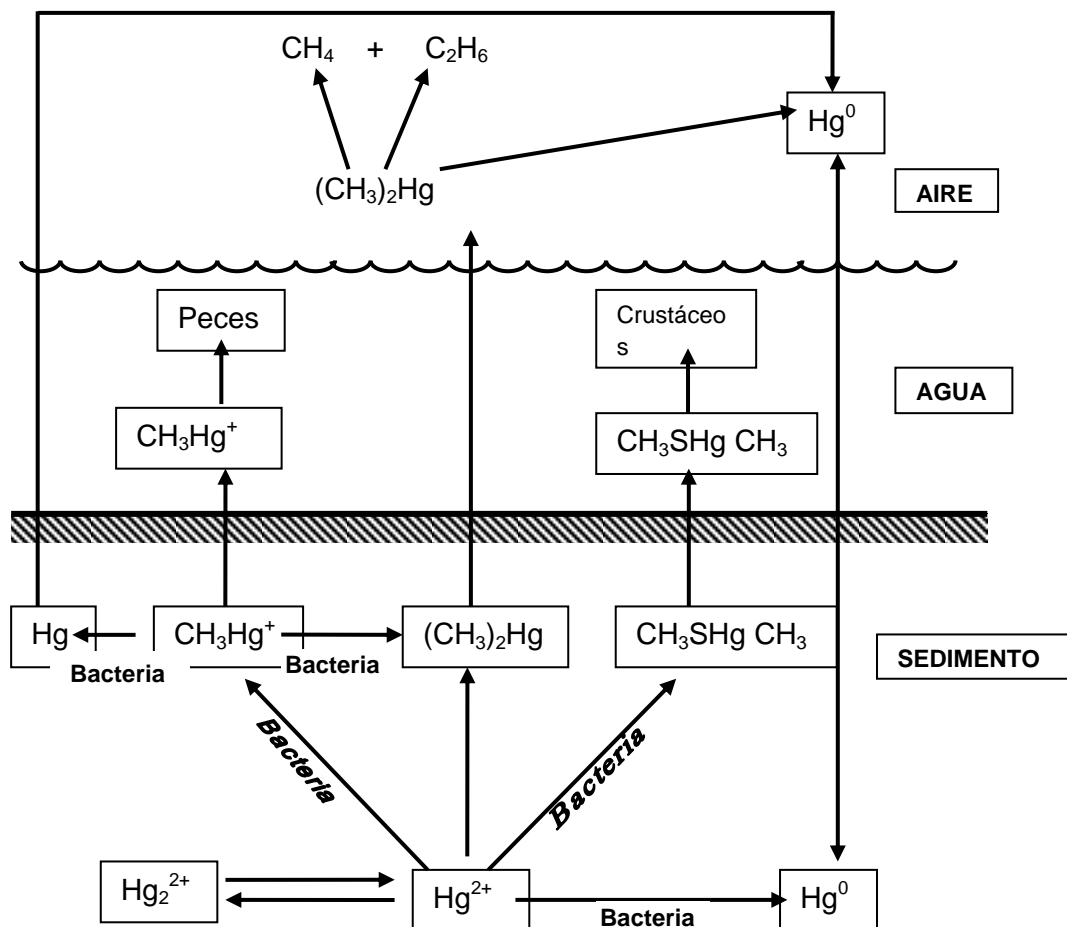 CH₄ + C₂H₆
Hg⁰
(CH₃)₂Hg
AIRE
Peces
Crustáceo
s
AGUA
CH₃Hg⁺
CH₃SHg CH₃
Hg
CH₃Hg⁺
(CH₃)₂Hg
CH₃SHg CH₃
SEDIMENTO
Bacteria
Bacteria
Bacteria
Bacteria
Hg₂²⁺
Hg²⁺
Hg⁰
Bacteria